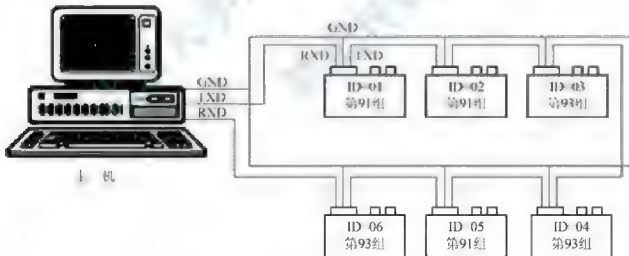 GND
RXD TXD
GND
TXD
RXD
ID-01
第91组
ID-02
第91组
ID-03
第93组
机
ID-06
第93组
ID-05
第91组
ID-04
第93组